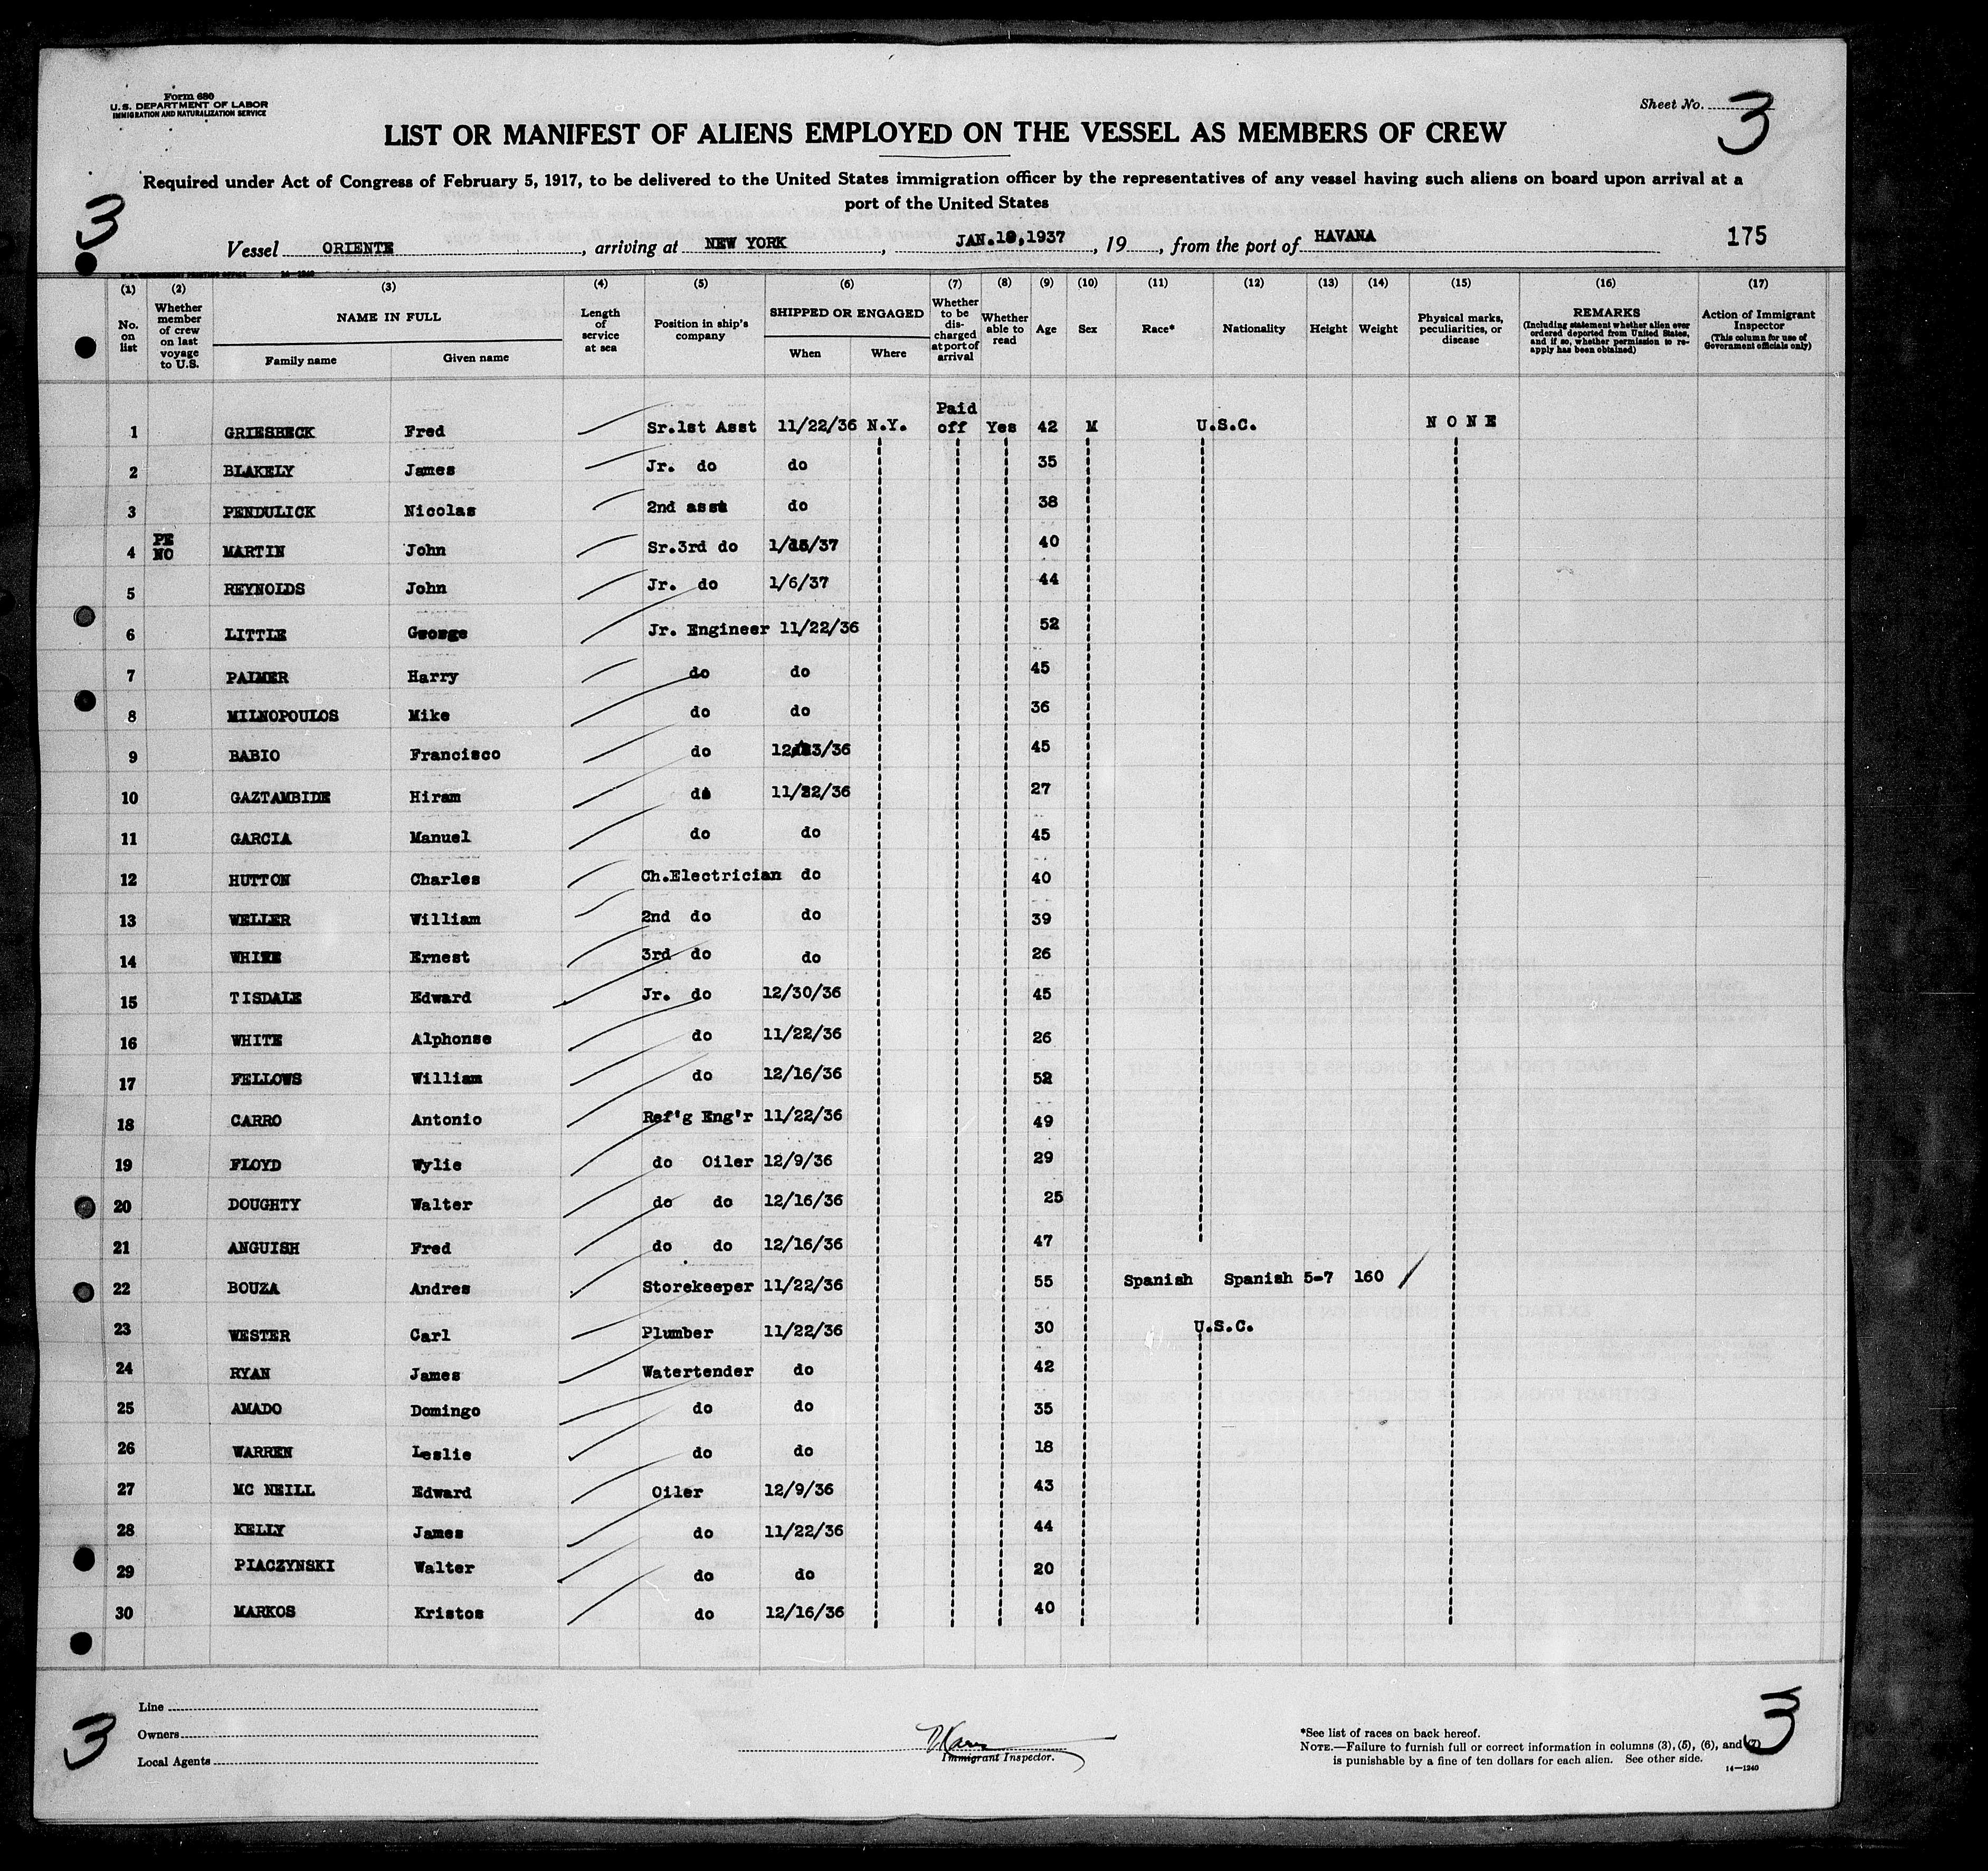 Form 680
U.S. DEPARTMENT OF LABOR
IMMIGRATION AND NATURALIZATION SERVICE
Sheet No. 3
LIST OR MANIFEST OF ALIENS EMPLOYED ON THE VESSEL AS MEMBERS OF CREW
Required under Act of Congress of February 5, 1917, to be delivered to the United States immigration officer by the representatives of any vessel having such aliens on board upon arrival at a
port of the United States
3
Vessel ORIENTE, arriving at NEW YORK, JAN.18,1937, 19, from the port of HAVANA 175
(1) (2) (3) (4) (5) (6) (7) (8) (9) (10) (11) (12) (13) (14) (15) (16) (17)
No. on list
Whether member of crew on last voyage to U.S.
NAME IN FULL
Family name Given name
Length of service at sea
Position in ship's company
SHIPPED OR ENGAGED
When Where
Whether to be discharged at port of arrival
Whether able to read
Age Sex Race* Nationality Height Weight
Physical marks, peculiarities, or disease
REMARKS
(Including statement whether alien ever ordered deported from United States, and if so, whether permission to re-apply has been obtained)
Action of Immigrant Inspector
(This column for use of Government officials only)
1 GRIESBECK Fred Sr.1st Asst 11/22/36 N.Y. Paid off Yes 42 M U.S.C. NONE
2 BLAKELY James Jr. do do 35
3 PENDULICK Nicolas 2nd asst do 38
4 PE NO MARTIN John Sr.3rd do 1/15/37 40
5 REYNOLDS John Jr. do 1/6/37 44
6 LITTLE George Jr. Engineer 11/22/36 52
7 PALMER Harry do do 45
8 MILNOPOULOS Mike do do 36
9 BABIO Francisco do 12/23/36 45
10 GAZTAMBIDE Hiram do 11/22/36 27
11 GARCIA Manuel do do 45
12 HUTTON Charles Ch.Electrician do 40
13 WELLER William 2nd do do 39
14 WHITE Ernest 3rd do do 26
15 TISDALE Edward Jr. do 12/30/36 45
16 WHITE Alphonse do 11/22/36 26
17 FELLOWS William do 12/16/36 52
18 CARRO Antonio Ref'g Eng'r 11/22/36 49
19 FLOYD Wylie do Oiler 12/9/36 29
20 DOUGHTY Walter do do 12/16/36 25
21 ANGUISH Fred do do 12/16/36 47
22 BOUZA Andres Storekeeper 11/22/36 55 Spanish Spanish 5-7 160
23 WESTER Carl Plumber 11/22/36 30 U.S.C.
24 RYAN James Watertender do 42
25 AMADO Domingo do do 35
26 WARREN Leslie do do 18
27 MC NEILL Edward Oiler 12/9/36 43
28 KELLY James do 11/22/36 44
29 PIACZYNSKI Walter do do 20
30 MARKOS Kristos do 12/16/36 40
Line
Owners
Local Agents
3
Immigrant Inspector.
*See list of races on back hereof.
NOTE.—Failure to furnish full or correct information in columns (3), (5), (6), and (7)
is punishable by a fine of ten dollars for each alien. See other side.
14—1240
3